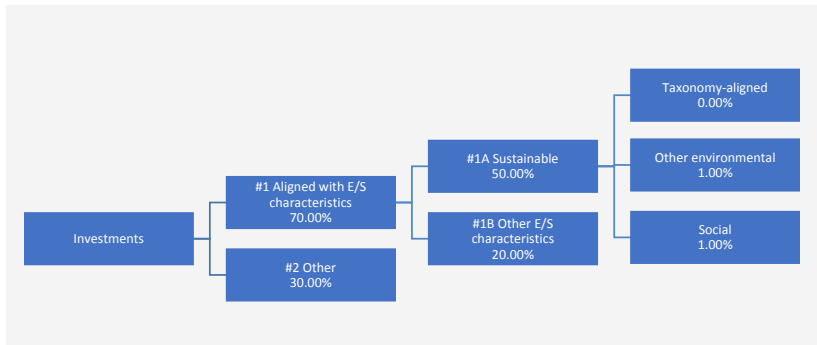 Investments
#1 Aligned with E/S
characteristics
70.00%
#2 Other
30.00%
#1A Sustainable
50.00%
#1B Other E/S
characteristics
20.00%
Taxonomy-aligned
0.00%
Other environmental
1.00%
Social
1.00%